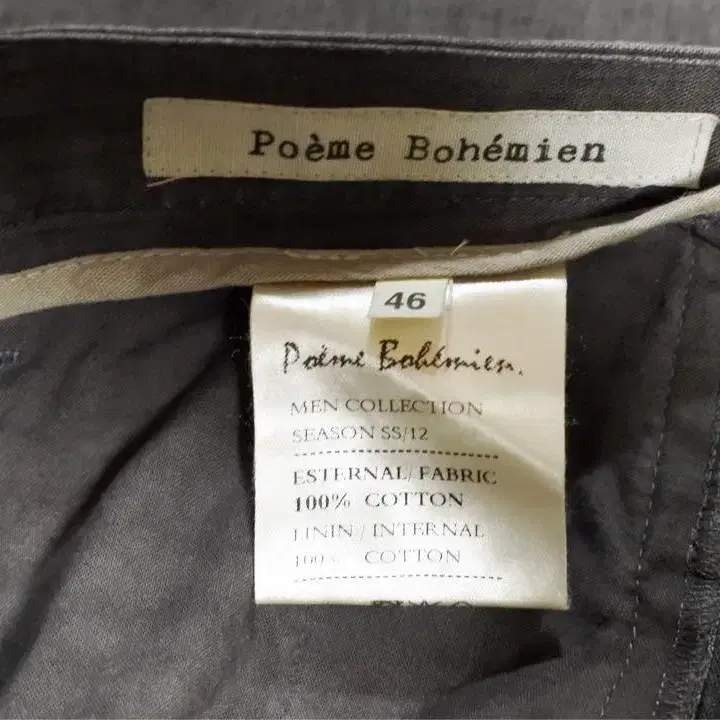 Poème Bohémien
46
Poème Bohémien.
MEN COLLECTION
SEASON SS/12
ESTERNAL/FABRIC
100% COTTON
LININ / INTERNAL
100% COTTON